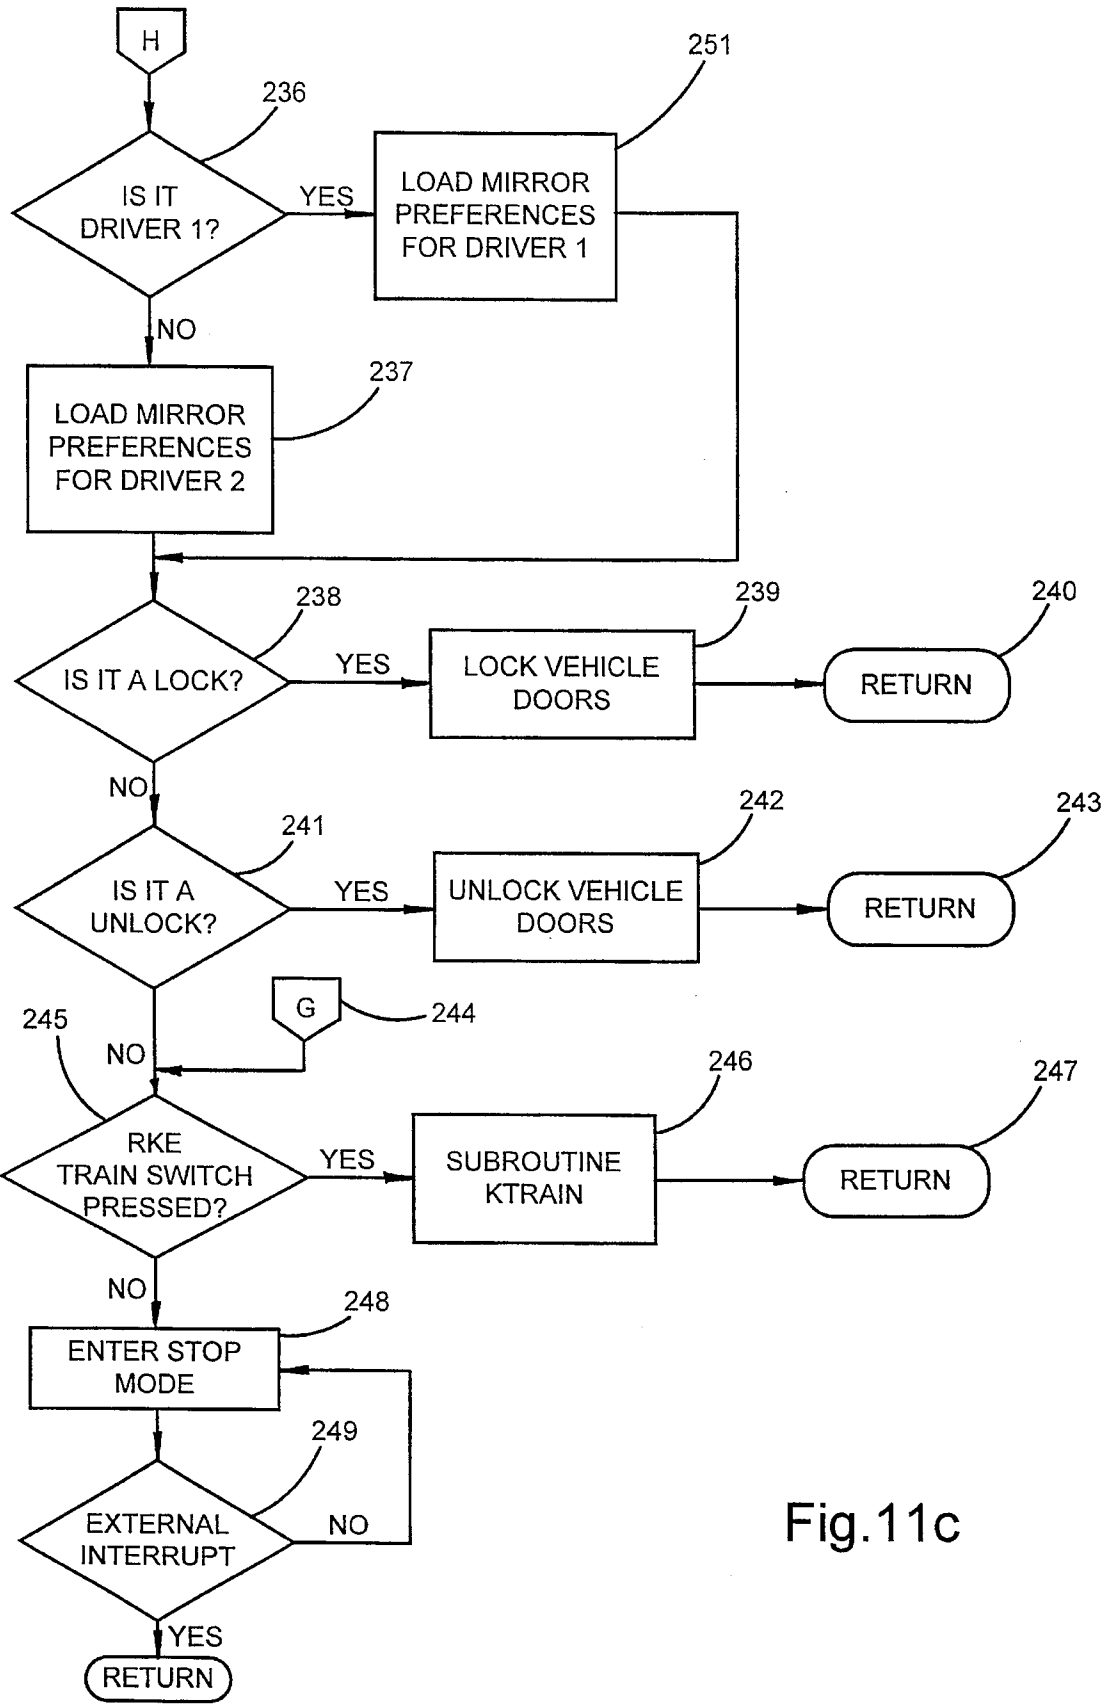 H
236
251
IS IT
DRIVER 1?
YES
LOAD MIRROR
PREFERENCES
FOR DRIVER 1
NO
237
LOAD MIRROR
PREFERENCES
FOR DRIVER 2
238
239
240
IS IT A LOCK?
YES
LOCK VEHICLE
DOORS
RETURN
NO
241
242
243
IS IT A
UNLOCK?
YES
UNLOCK VEHICLE
DOORS
RETURN
G
244
245
NO
246
247
RKE
TRAIN SWITCH
PRESSED?
YES
SUBROUTINE
KTRAIN
RETURN
NO
248
ENTER STOP
MODE
249
EXTERNAL
INTERRUPT
NO
YES
RETURN
Fig.11c